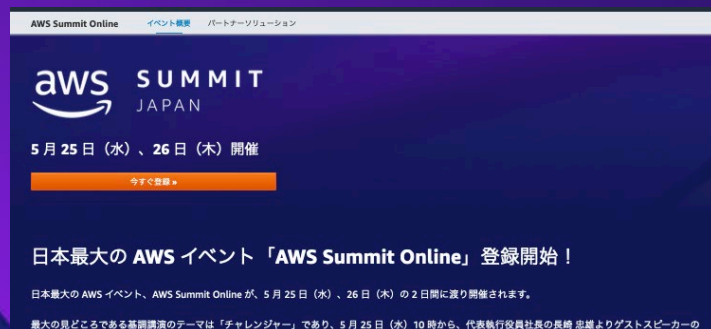 AWS Summit Online イベント概要 パートナーソリューション
aws SUMMIT
JAPAN
5 月 25 日（水）、26 日（木）開催
今すぐ登録 »
日本最大の AWS イベント「AWS Summit Online」登録開始！
日本最大の AWS イベント、AWS Summit Online が、5 月 25 日（水）、26 日（木）の 2 日間に渡り開催されます。
最大の見どころである基調講演のテーマは「チャレンジャー」であり、5 月 25 日（水）10 時から、代表執行役員社長の長崎 忠雄よりゲストスピーカーの